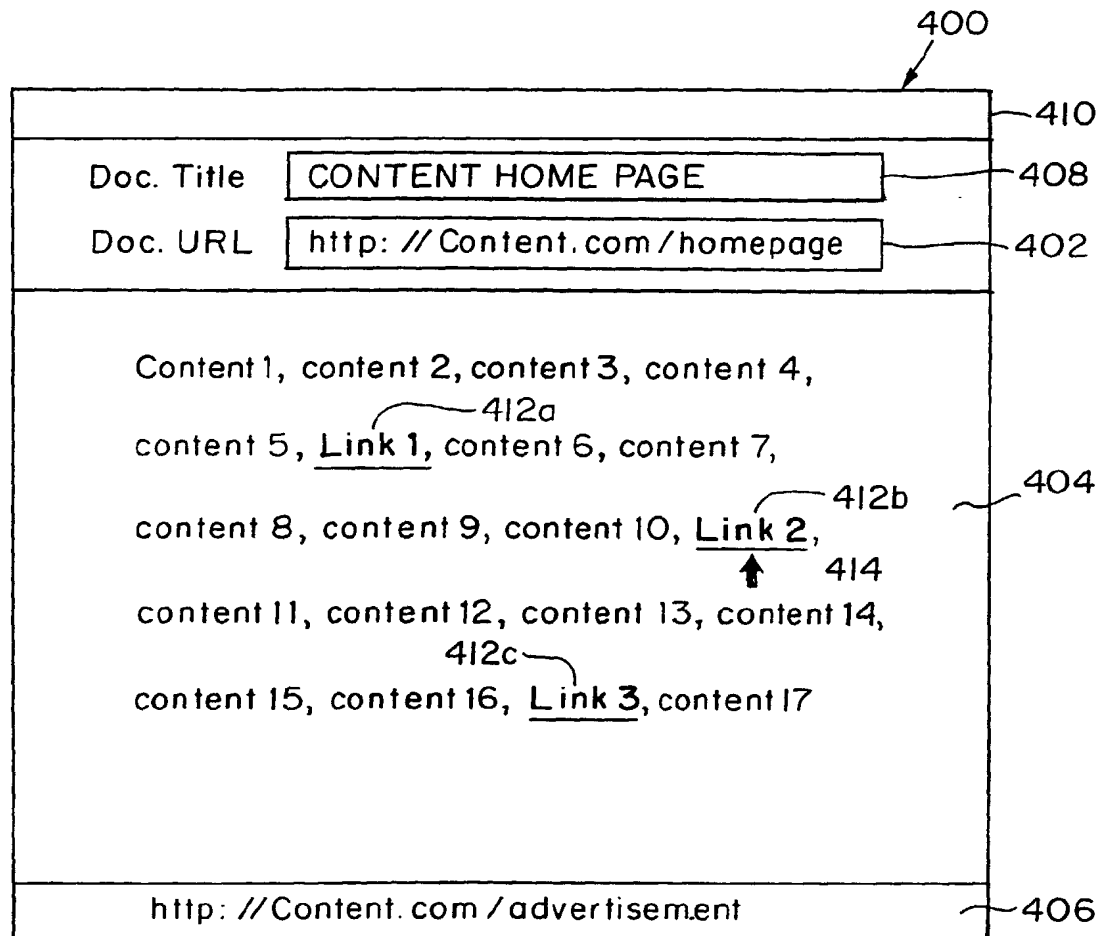 400
410
Doc. Title CONTENT HOME PAGE 408
Doc. URL http: //Content.com/homepage 402
Content 1, content 2, content 3, content 4,
412a
content 5, Link 1, content 6, content 7,
404
412b
content 8, content 9, content 10, Link 2,
414
content 11, content 12, content 13, content 14,
412c
content 15, content 16, Link 3, content 17
http: //Content.com/advertisement 406